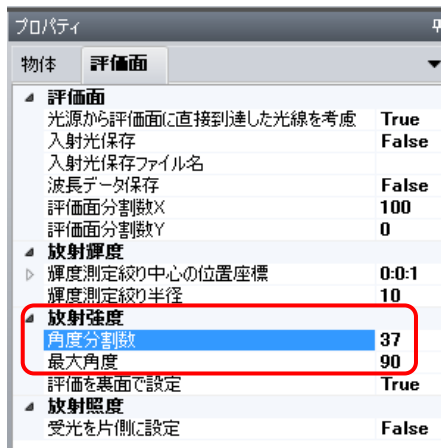 プロパティ
物体 評価面
評価面
光源から評価面に直接到達した光線を考慮 True
入射光保存 False
入射光保存ファイル名
波長データ保存 False
評価面分割数X 100
評価面分割数Y 0
放射輝度
輝度測定絞り中心の位置座標 0:0:1
輝度測定絞り半径 10
放射強度
角度分割数 37
最大角度 90
評価を裏面で設定 True
放射照度
受光を片側に設定 False